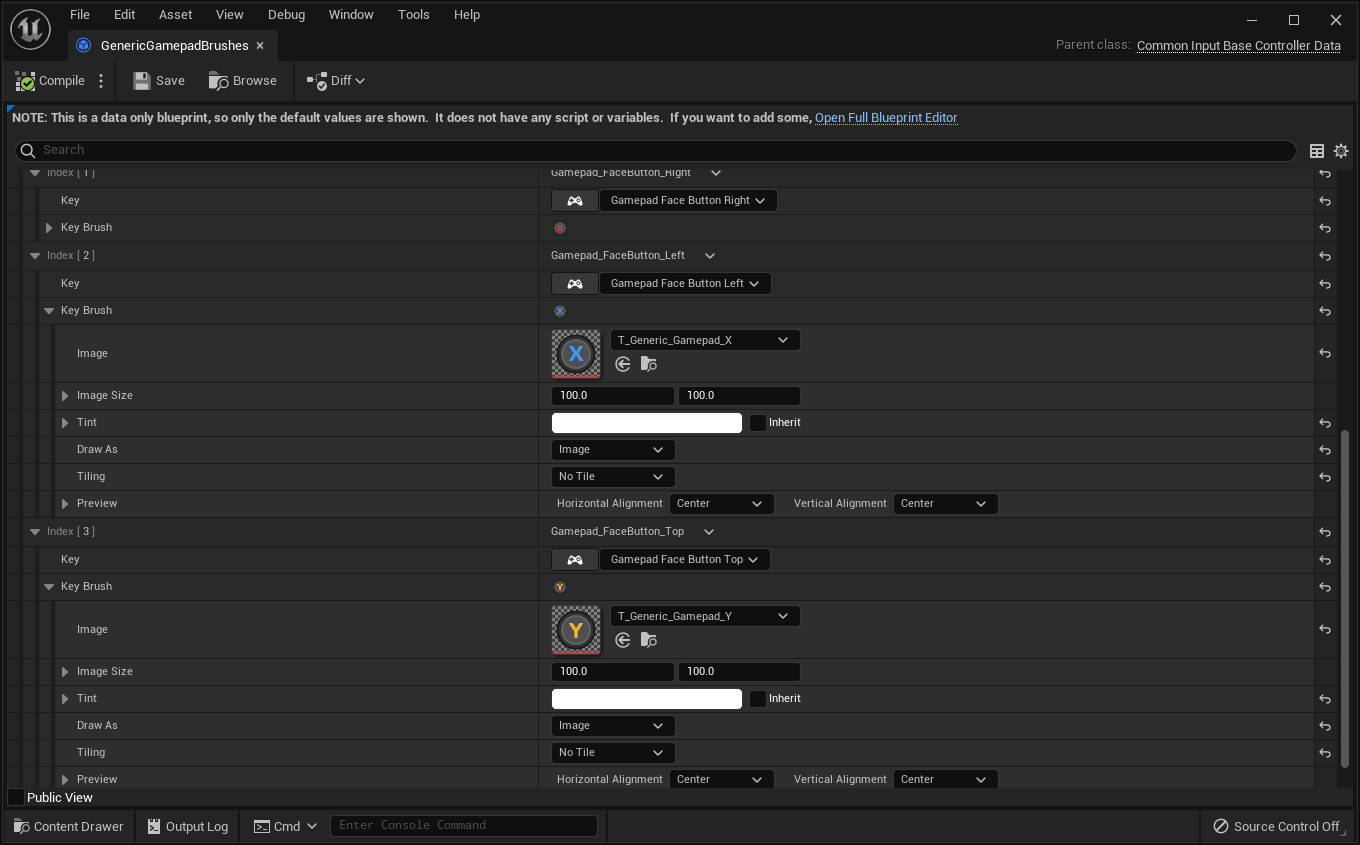 File Edit Asset View Debug Window Tools Help
GenericGamepadBrushes
Parent class: Common Input Base Controller Data
Compile Save Browse Diff
NOTE: This is a data only blueprint, so only the default values are shown. It does not have any script or variables. If you want to add some, Open Full Blueprint Editor
Search
Index [ 1 ] Gamepad_FaceButton_Right
Key Gamepad Face Button Right
Key Brush
Index [ 2 ] Gamepad_FaceButton_Left
Key Gamepad Face Button Left
Key Brush X
Image X T_Generic_Gamepad_X
Image Size 100.0 100.0
Tint Inherit
Draw As Image
Tiling No Tile
Preview Horizontal Alignment Center Vertical Alignment Center
Index [ 3 ] Gamepad_FaceButton_Top
Key Gamepad Face Button Top
Key Brush Y
Image Y T_Generic_Gamepad_Y
Image Size 100.0 100.0
Tint Inherit
Draw As Image
Tiling No Tile
Preview Horizontal Alignment Center Vertical Alignment Center
Public View
Content Drawer Output Log Cmd Enter Console Command Source Control Off